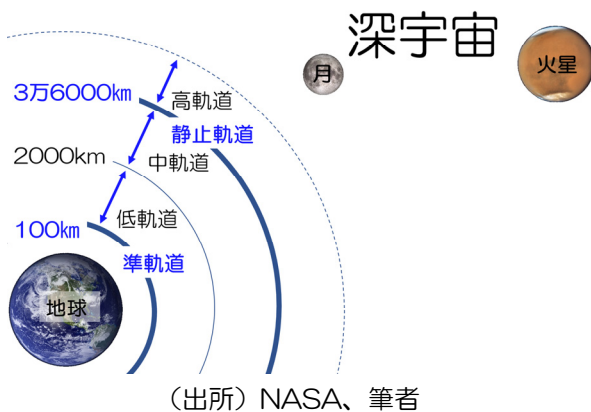 深宇宙
月
火星
3万6000km
高軌道
静止軌道
2000km
中軌道
低軌道
100km
準軌道
地球
（出所）NASA、筆者